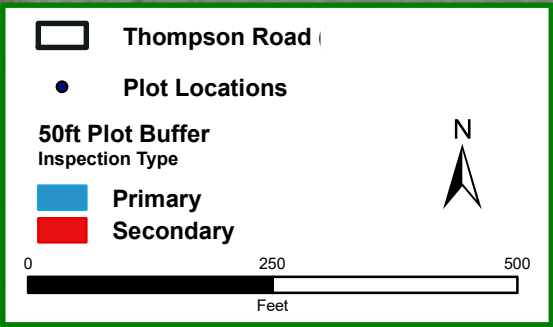 Thompson Road (
Plot Locations
50ft Plot Buffer
Inspection Type
N
Primary
Secondary
0 250 500
Feet